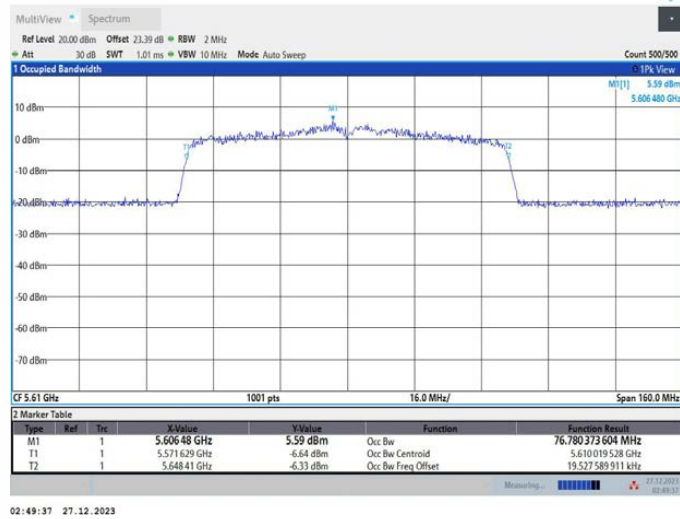 MultiView Spectrum
Ref Level 20.00 dBm Offset 23.39 dB RBW 2 MHz
Att 30 dB SWT 1.01 ms VBW 10 MHz Mode Auto Sweep Count 500/500
1 Occupied Bandwidth 1Pk View
M1[1] 5.59 dBm
5.606 480 GHz
10 dBm
M1
0 dBm
T1 T2
-10 dBm
-20 dBm
-30 dBm
-40 dBm
-50 dBm
-60 dBm
-70 dBm
CF 5.61 GHz 1001 pts 16.0 MHz/ Span 160.0 MHz
2 Marker Table
Type Ref Trc X-Value Y-Value Function Function Result
M1 1 5.606 48 GHz 5.59 dBm Occ Bw 76.780 373 604 MHz
T1 1 5.571 629 GHz -6.64 dBm Occ Bw Centroid 5.610 019 528 GHz
T2 1 5.648 41 GHz -6.33 dBm Occ Bw Freq Offset 19.527 589 911 kHz
Measuring... 27.12.2023
02:49:37
02:49:37 27.12.2023